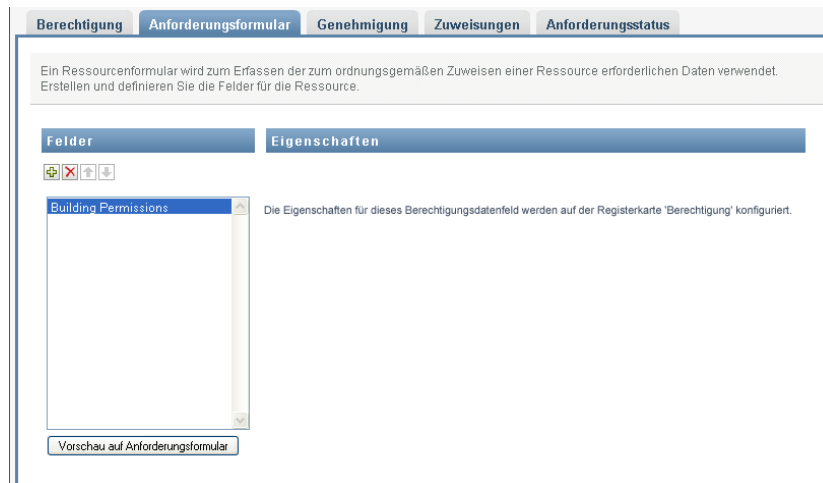 Berechtigung Anforderungsformular Genehmigung Zuweisungen Anforderungsstatus
Ein Ressourcenformular wird zum Erfassen der zum ordnungsgemäßen Zuweisen einer Ressource erforderlichen Daten verwendet.
Erstellen und definieren Sie die Felder für die Ressource.
Felder Eigenschaften
Building Permissions
Die Eigenschaften für dieses Berechtigungsdatenfeld werden auf der Registerkarte 'Berechtigung' konfiguriert.
Vorschau auf Anforderungsformular